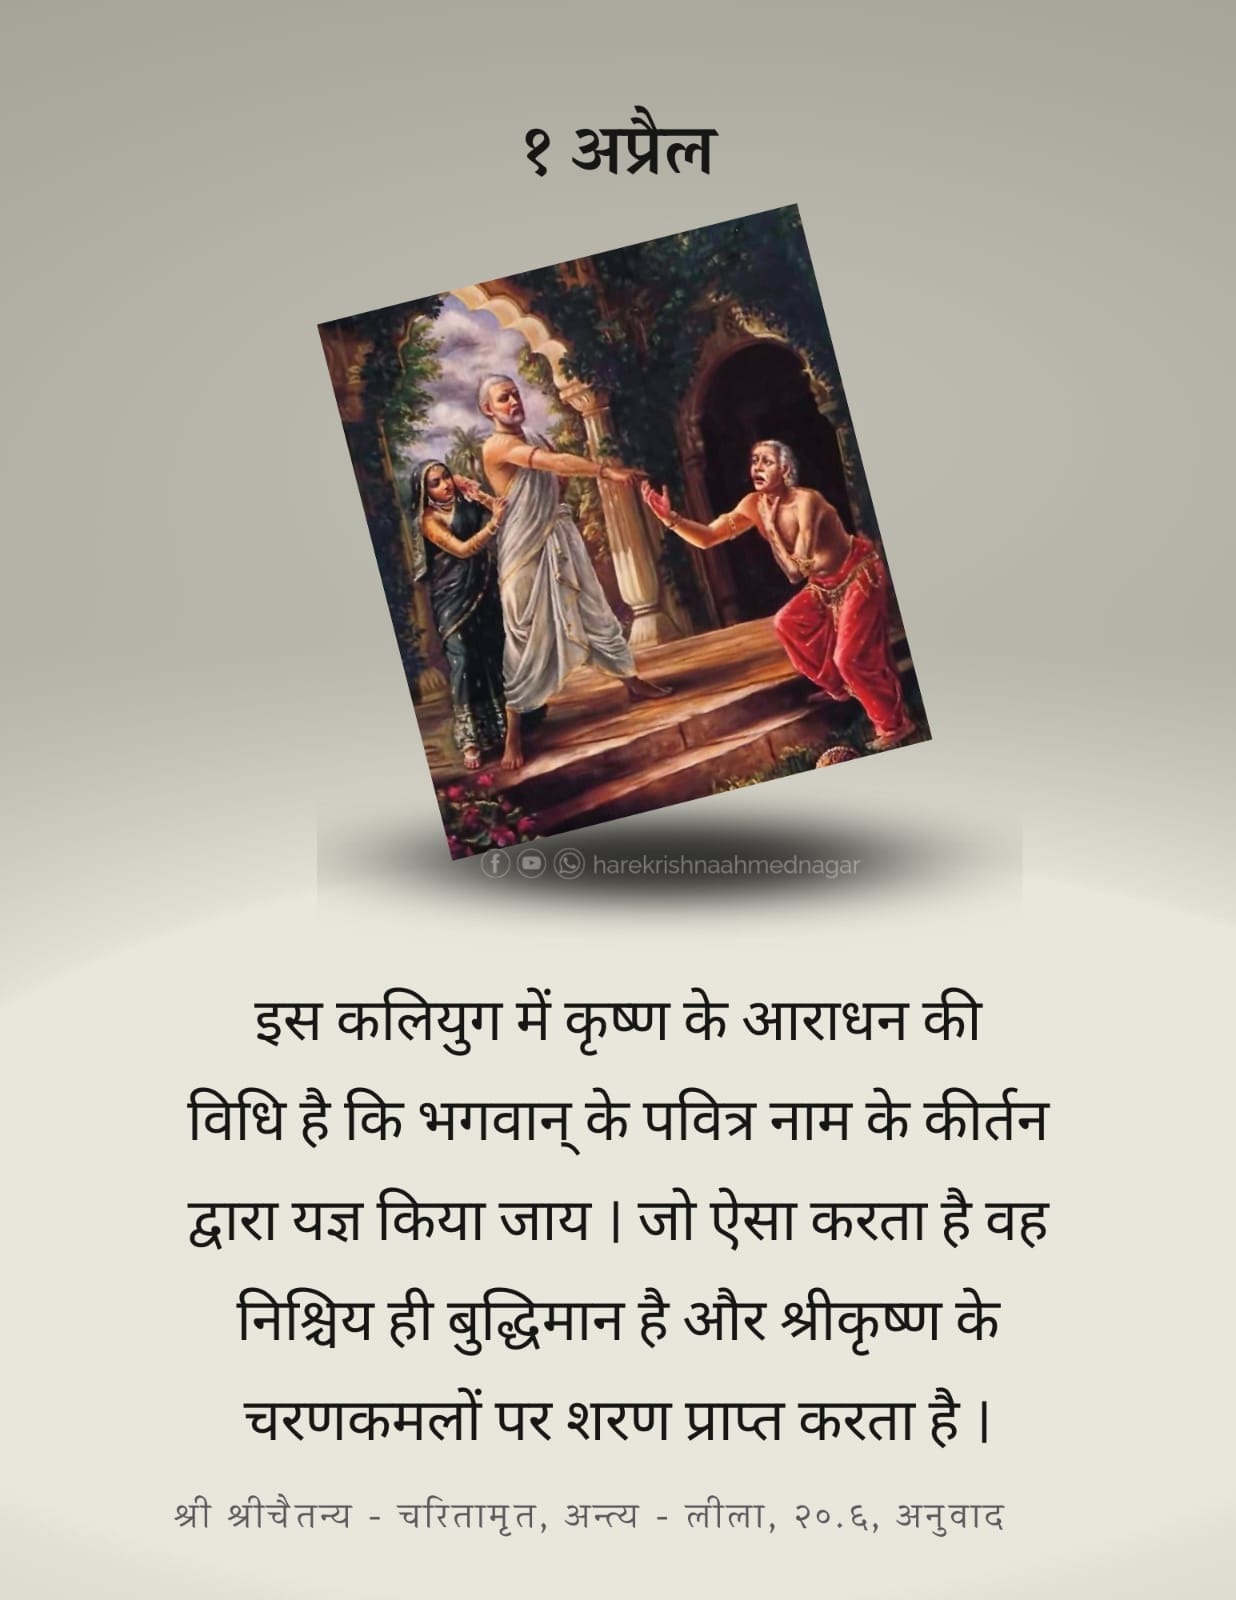 १ अप्रैल
harekrishnaahmednagar
इस कलियुग में कृष्ण के आराधन की
विधि है कि भगवान् के पवित्र नाम के कीर्तन
द्वारा यज्ञ किया जाय । जो ऐसा करता है वह
निश्चिय ही बुद्धिमान है और श्रीकृष्ण के
चरणकमलों पर शरण प्राप्त करता है ।
श्री श्रीचैतन्य - चरितामृत, अन्त्य - लीला, २०.६, अनुवाद